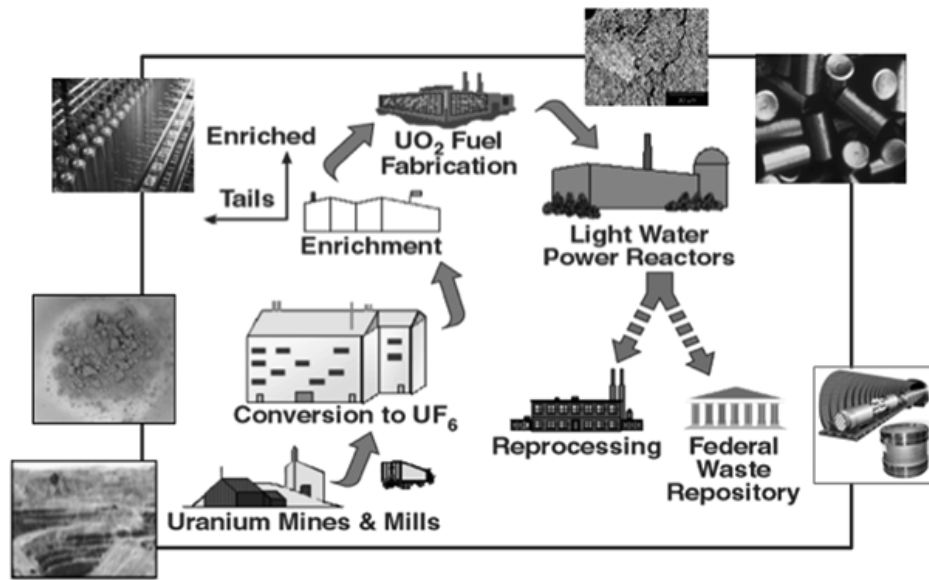 Enriched
Tails
UO₂ Fuel
Fabrication
Enrichment
Light Water
Power Reactors
Conversion to UF₆
Reprocessing
Federal
Waste
Repository
Uranium Mines & Mills